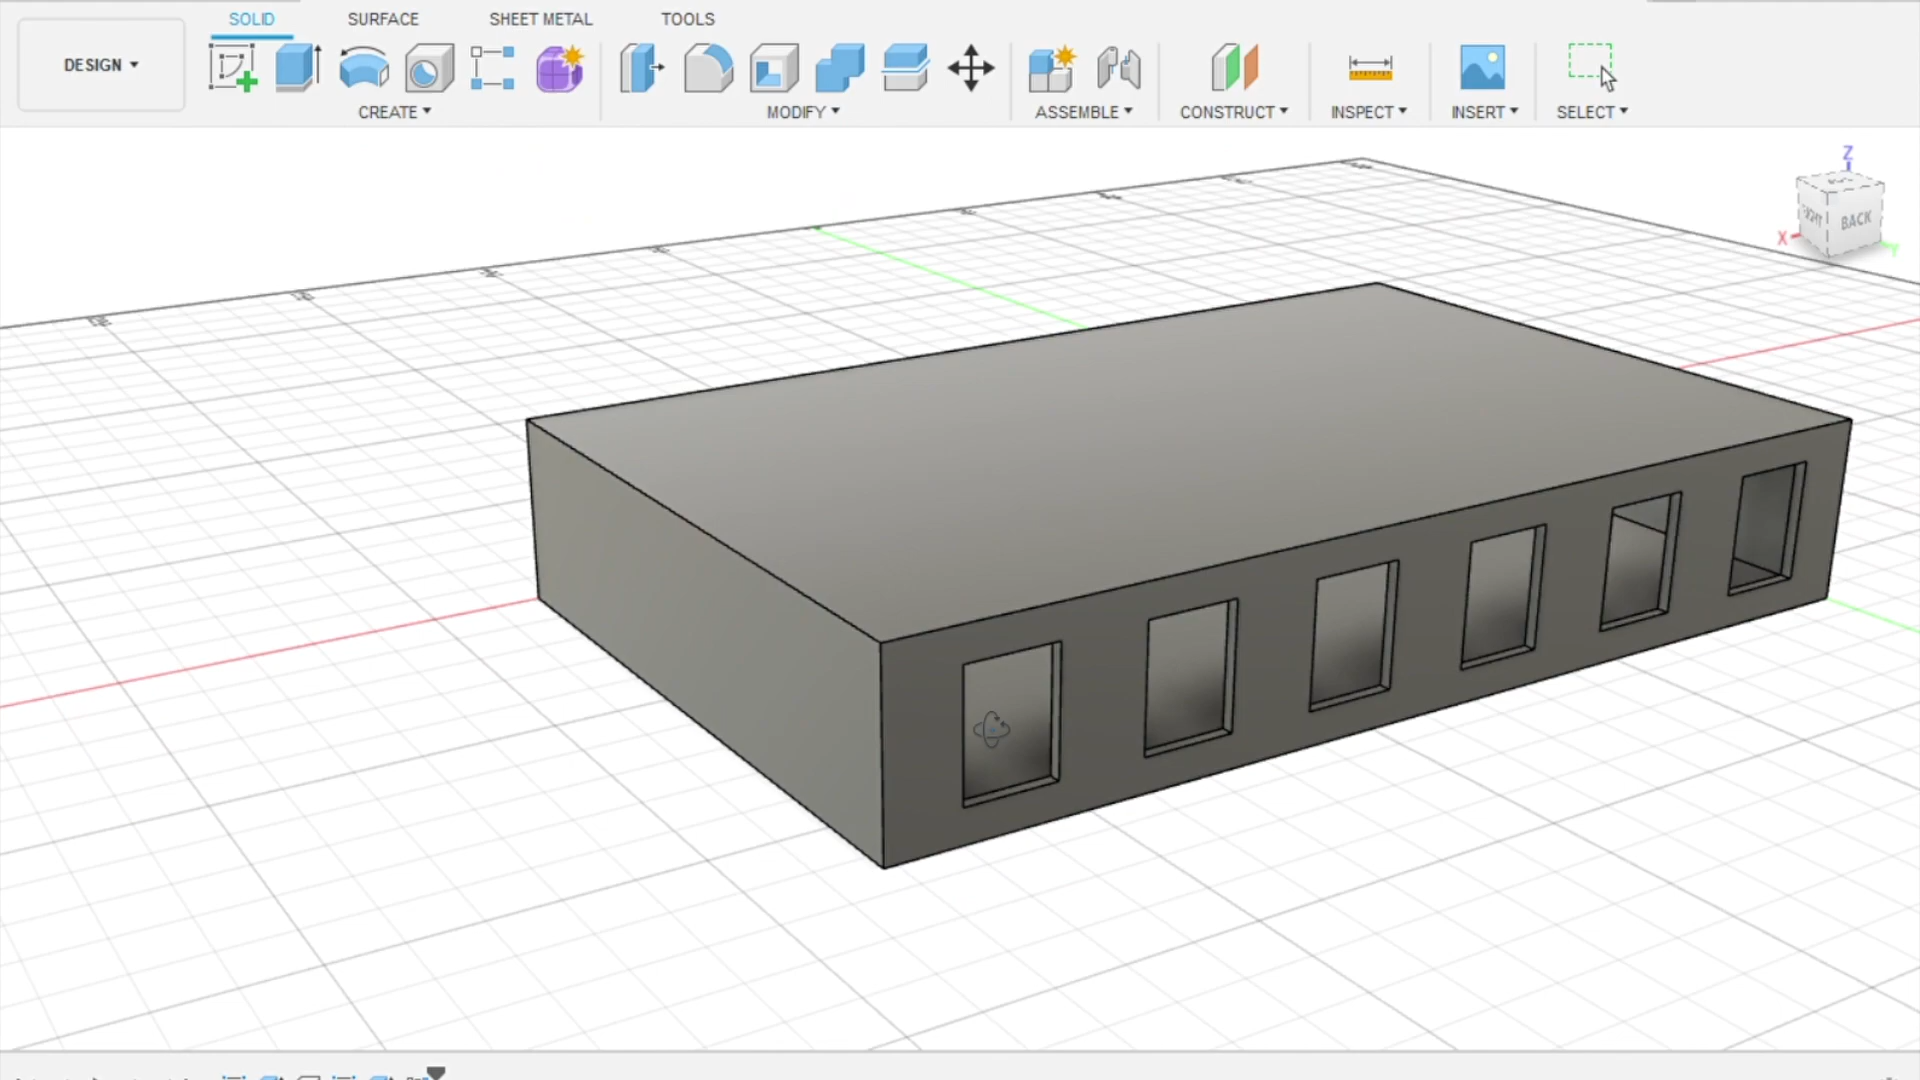 SOLID
SURFACE
SHEET METAL
TOOLS
DESIGN
CREATE
MODIFY
ASSEMBLE
CONSTRUCT
INSPECT
INSERT
SELECT
Z
BACK
X
Y